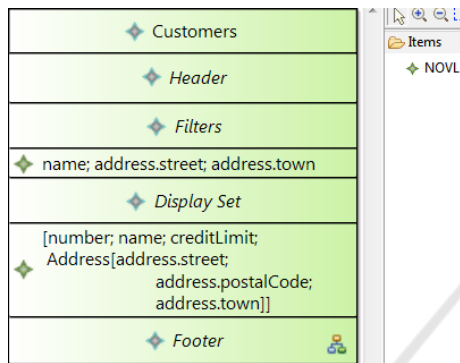 Customers
Header
Filters
name; address.street; address.town
Display Set
[number; name; creditLimit;
Address[address.street;
address.postalCode;
address.town]]
Footer
Items
NOVL